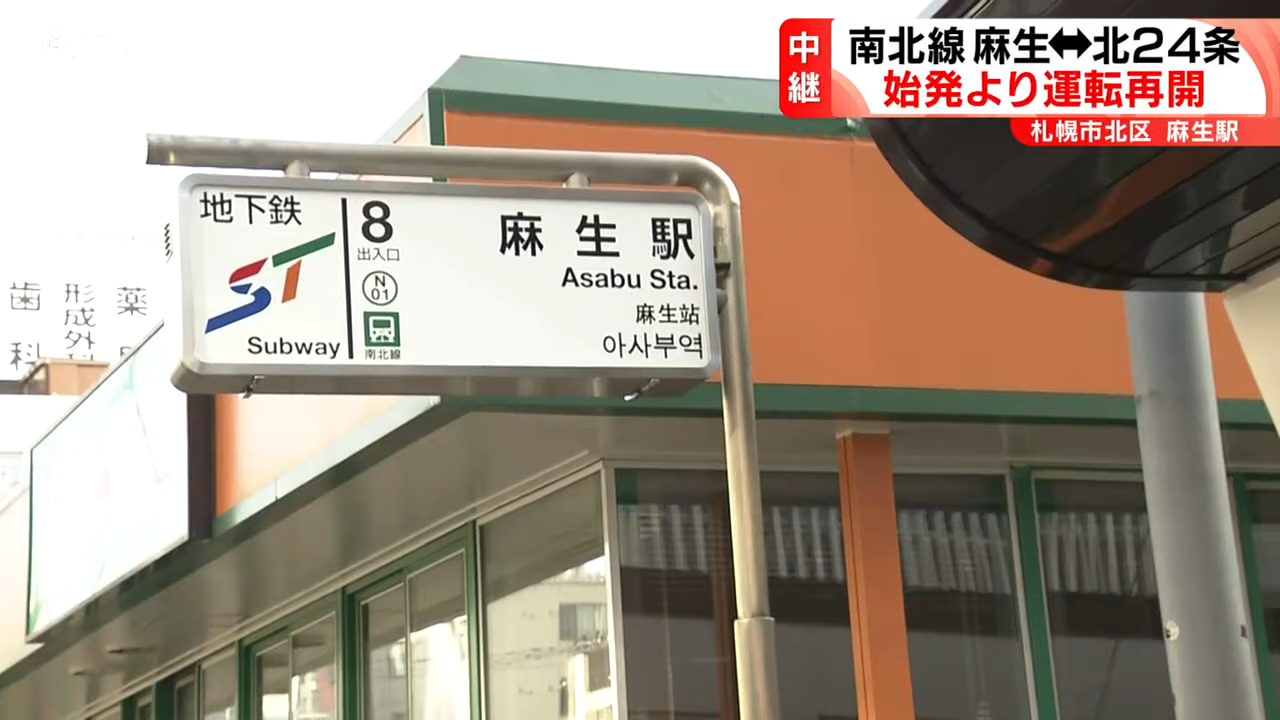 中継
南北線 麻生⬌北24条
始発より運転再開
札幌市北区 麻生駅
地下鉄
ST
Subway
8
出入口
N
01
南北線
麻生駅
Asabu Sta.
麻生站
아사부역
歯科
形成外科
薬